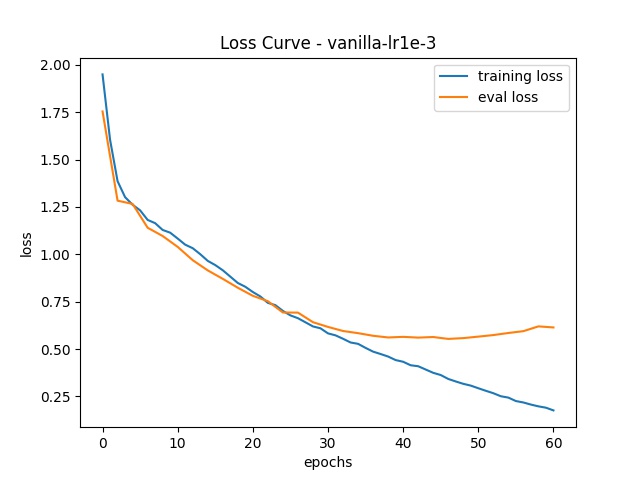 Loss Curve - vanilla-lr1e-3
training loss
eval loss
2.00
1.75
1.50
1.25
1.00
0.75
0.50
0.25
loss
0 10 20 30 40 50 60
epochs